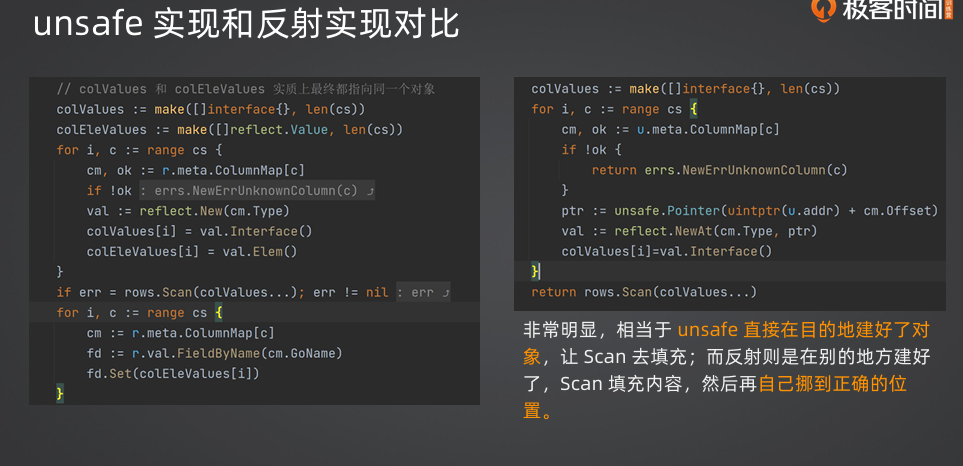 unsafe 实现和反射实现对比
极客时间
// colValues 和 colEleValues 实质上最终都指向同一个对象
colValues := make([]interface{}, len(cs))
colEleValues := make([]reflect.Value, len(cs))
for i, c := range cs {
cm, ok := r.meta.ColumnMap[c]
if !ok : errs.NewErrUnknownColumn(c) ⤴
val := reflect.New(cm.Type)
colValues[i] = val.Interface()
colEleValues[i] = val.Elem()
}
if err = rows.Scan(colValues...); err != nil : err ⤴
for i, c := range cs {
cm := r.meta.ColumnMap[c]
fd := r.val.FieldByName(cm.GoName)
fd.Set(colEleValues[i])
}
colValues := make([]interface{}, len(cs))
for i, c := range cs {
cm, ok := u.meta.ColumnMap[c]
if !ok {
return errs.NewErrUnknownColumn(c)
}
ptr := unsafe.Pointer(uintptr(u.addr) + cm.Offset)
val := reflect.NewAt(cm.Type, ptr)
colValues[i]=val.Interface()
}
return rows.Scan(colValues...)
非常明显，相当于 unsafe 直接在目的地建好了对
象，让 Scan 去填充；而反射则是在别的地方建好
了，Scan 填充内容，然后再自己挪到正确的位
置。